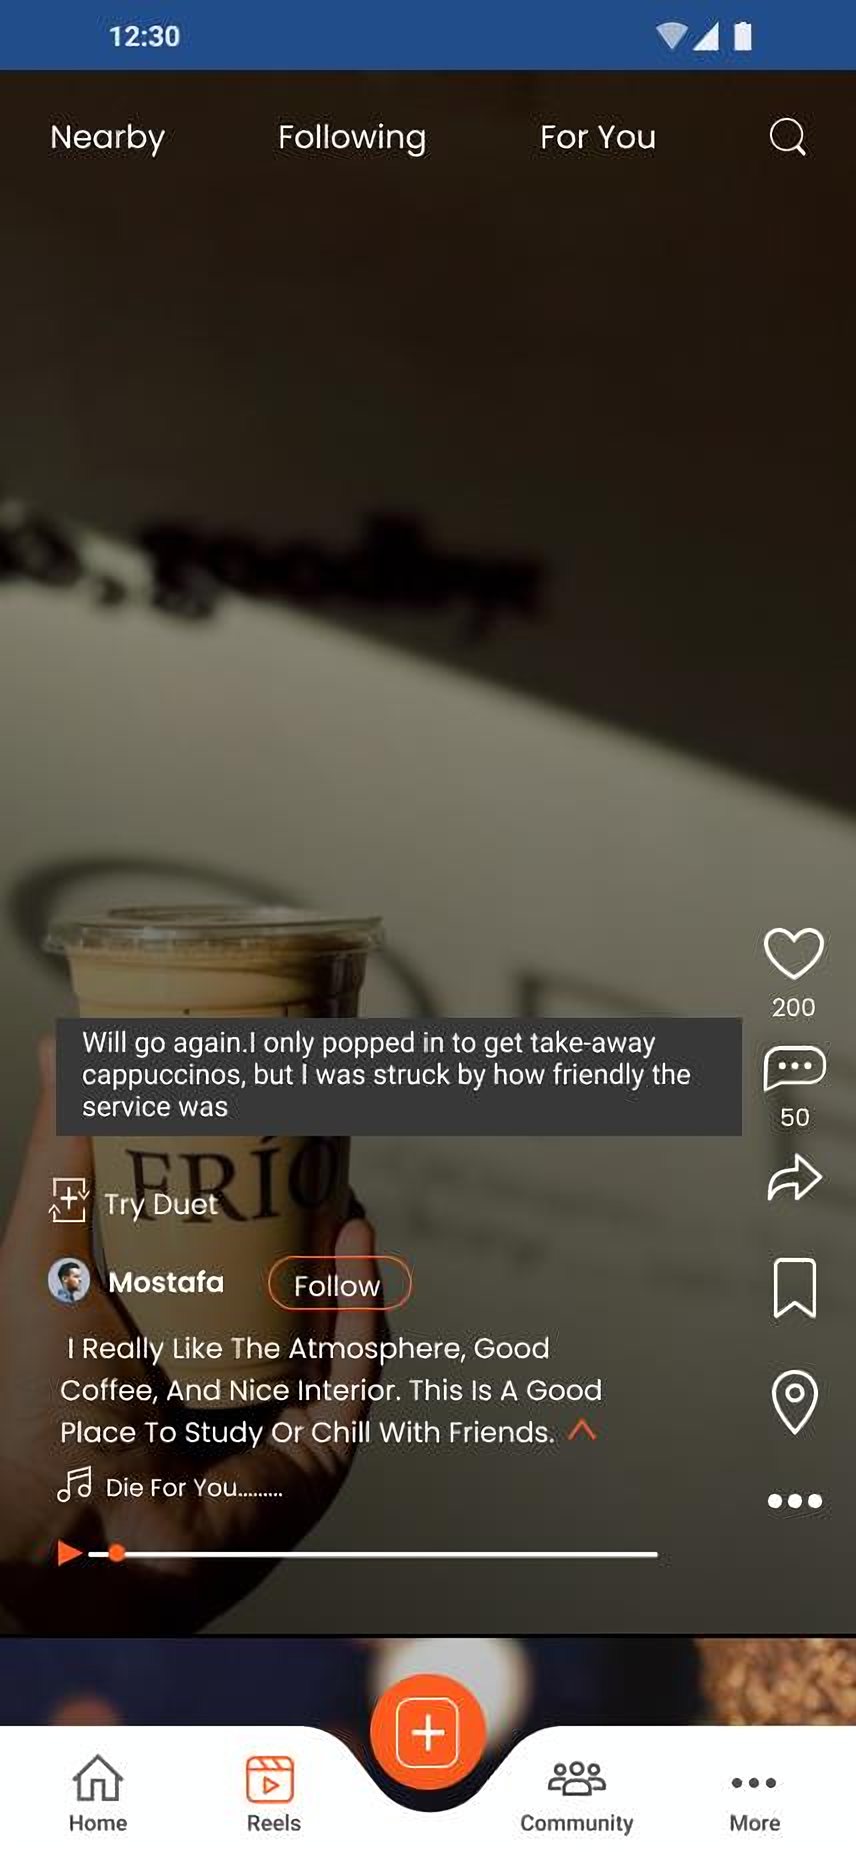 12:30
Nearby Following For You
200
Will go again.I only popped in to get take-away
cappuccinos, but I was struck by how friendly the
service was
50
FRÍO
Try Duet
Mostafa Follow
I Really Like The Atmosphere, Good
Coffee, And Nice Interior. This Is A Good
Place To Study Or Chill With Friends.
Die For You.........
Home Reels Community More